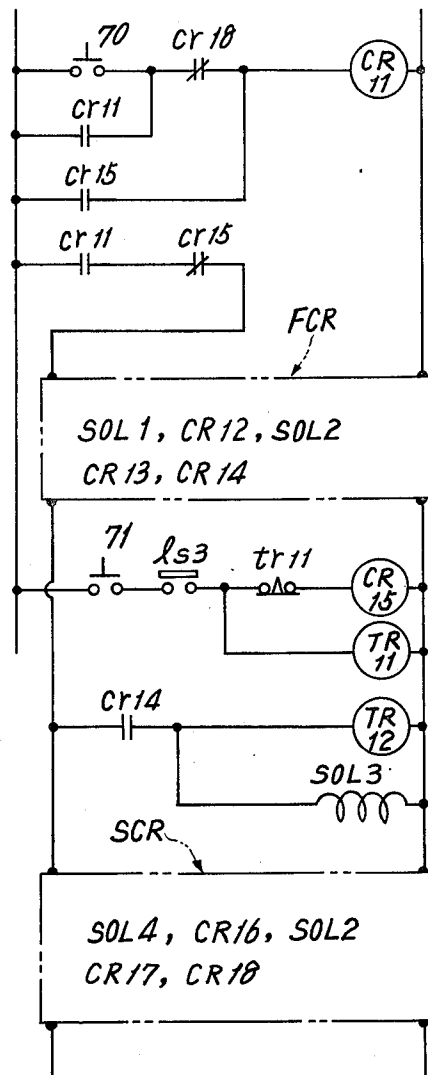 70
cr18
CR
11
cr11
cr15
cr11
cr15
FCR
SOL1, CR12, SOL2
CR13, CR14
71
ls3
tr11
CR
15
TR
11
cr14
TR
12
SOL3
SCR
SOL4, CR16, SOL2
CR17, CR18